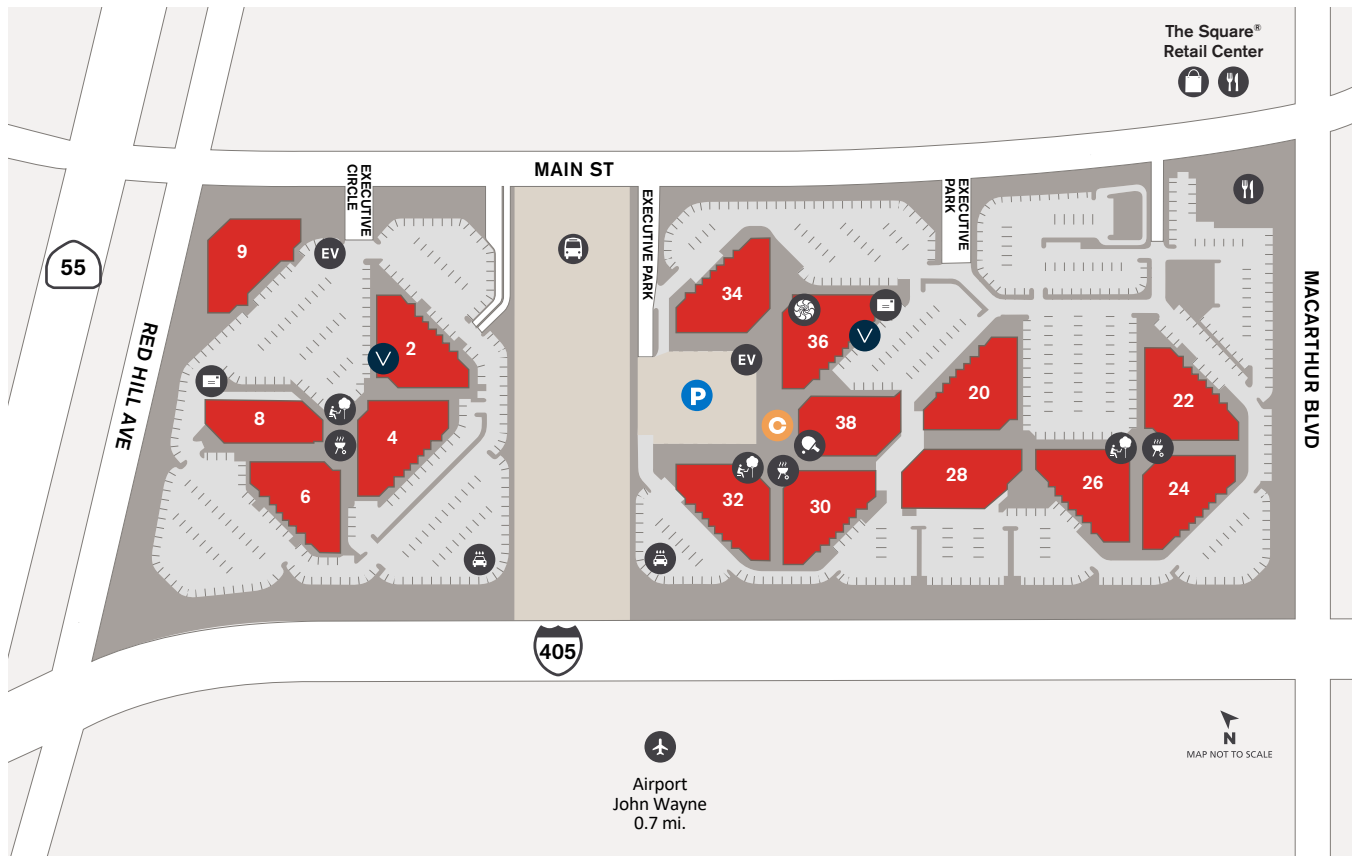 The Square®
Retail Center
MAIN ST
EXECUTIVE
CIRCLE
EXECUTIVE PARK
EXECUTIVE
PARK
55
RED HILL AVE
MACARTHUR BLVD
9
EV
2
8
4
6
34
36
EV
P
C
38
20
22
32
30
28
26
24
405
N
MAP NOT TO SCALE
Airport
John Wayne
0.7 mi.